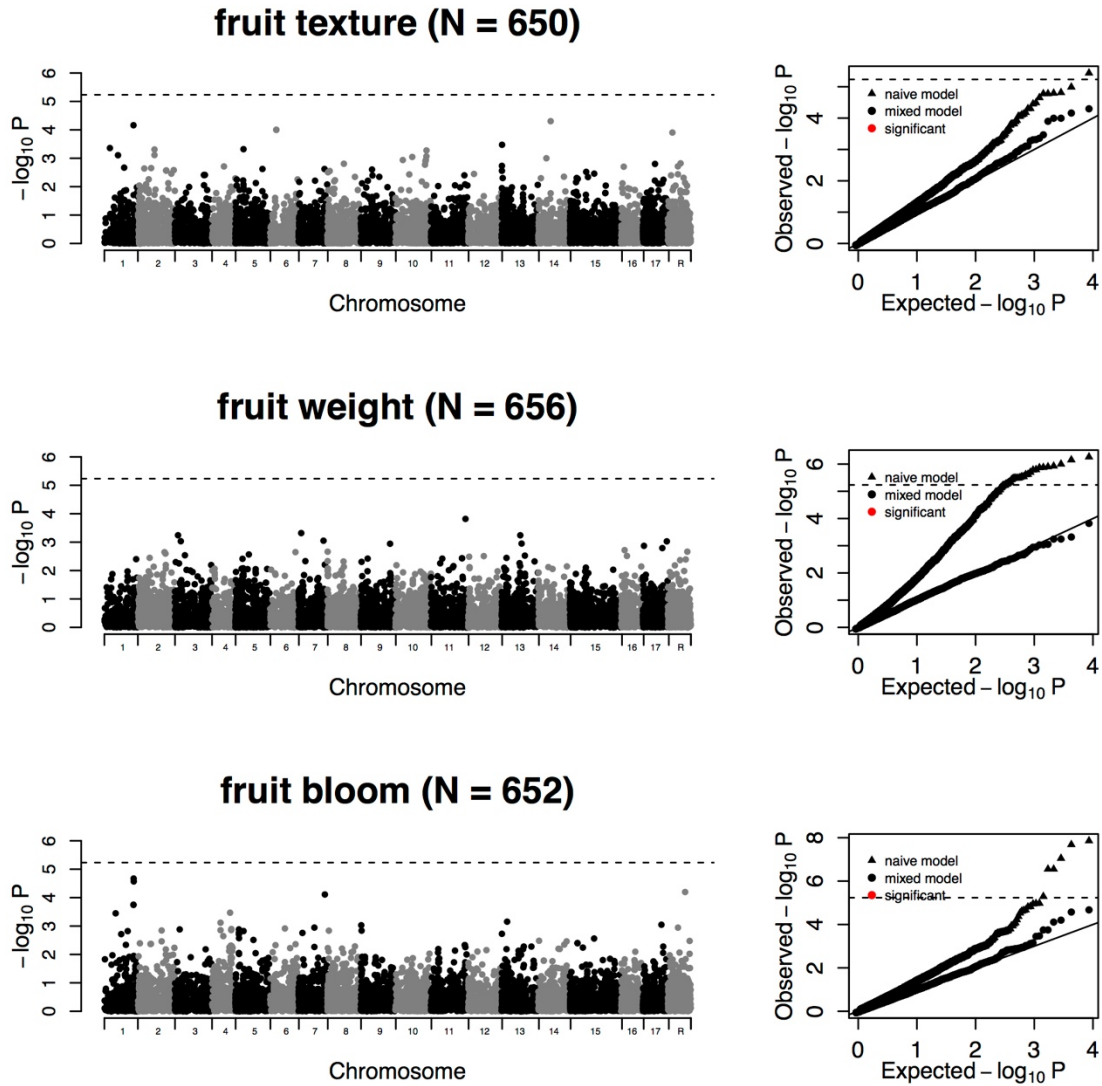 fruit texture (N = 650)
− log10 P
6
5
4
3
2
1
0
1 2 3 4 5 6 7 8 9 10 11 12 13 14 15 16 17 R
Chromosome
Observed − log10 P
4
2
0
naive model
mixed model
significant
0 1 2 3 4
Expected − log10 P
fruit weight (N = 656)
− log10 P
6
5
4
3
2
1
0
1 2 3 4 5 6 7 8 9 10 11 12 13 14 15 16 17 R
Chromosome
Observed − log10 P
6
4
2
0
naive model
mixed model
significant
0 1 2 3 4
Expected − log10 P
fruit bloom (N = 652)
− log10 P
6
5
4
3
2
1
0
1 2 3 4 5 6 7 8 9 10 11 12 13 14 15 16 17 R
Chromosome
Observed − log10 P
8
6
4
2
0
naive model
mixed model
significant
0 1 2 3 4
Expected − log10 P